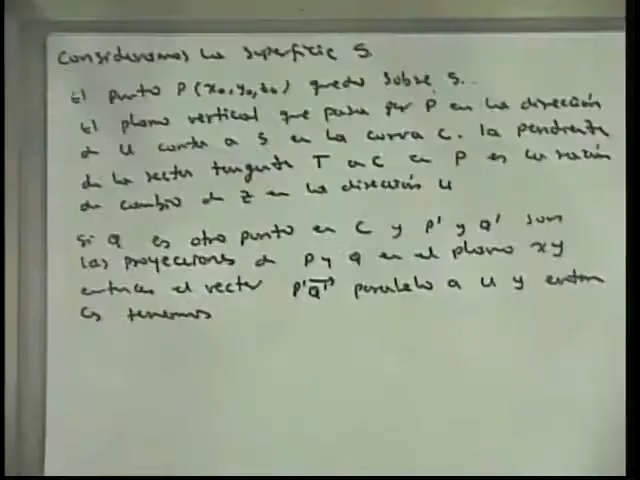 Consideramos la superficie S
El punto P(x₀,y₀,z₀) queda sobre S.
El plano vertical que pasa por P en la dirección
de U corta a S en la curva C. la pendiente
de la recta tangente T a C en P es la razón
de cambio de Z en la dirección U
Si Q es otro punto en C y P' y Q' son
las proyecciones de P y Q en el plano XY
entonces el vector P'Q' paralelo a U y enton
ces tenemos